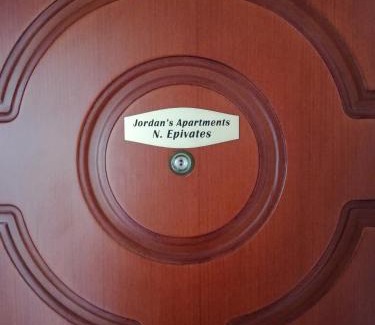 Jordan's Apartments
N. Epivates